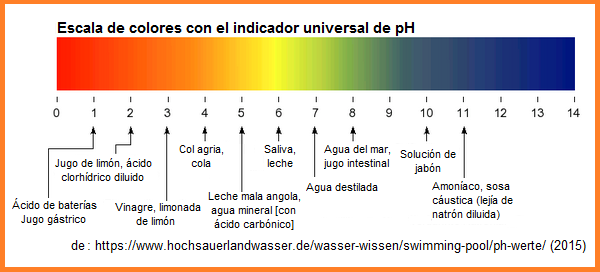 Escala de colores con el indicador universal de pH
0 1 2 3 4 5 6 7 8 9 10 11 12 13 14
Jugo de limón, ácido
clorhídrico diluido
Col agria,
cola
Saliva,
leche
Agua del mar,
jugo intestinal
Solución de
jabón
Ácido de baterías
Jugo gástrico
Vinagre, limonada
de limón
Leche mala angola,
agua mineral [con
ácido carbónico]
Agua destilada
Amoníaco, sosa
cáustica (lejía de
natrón diluida)
de : https://www.hochsauerlandwasser.de/wasser-wissen/swimming-pool/ph-werte/ (2015)